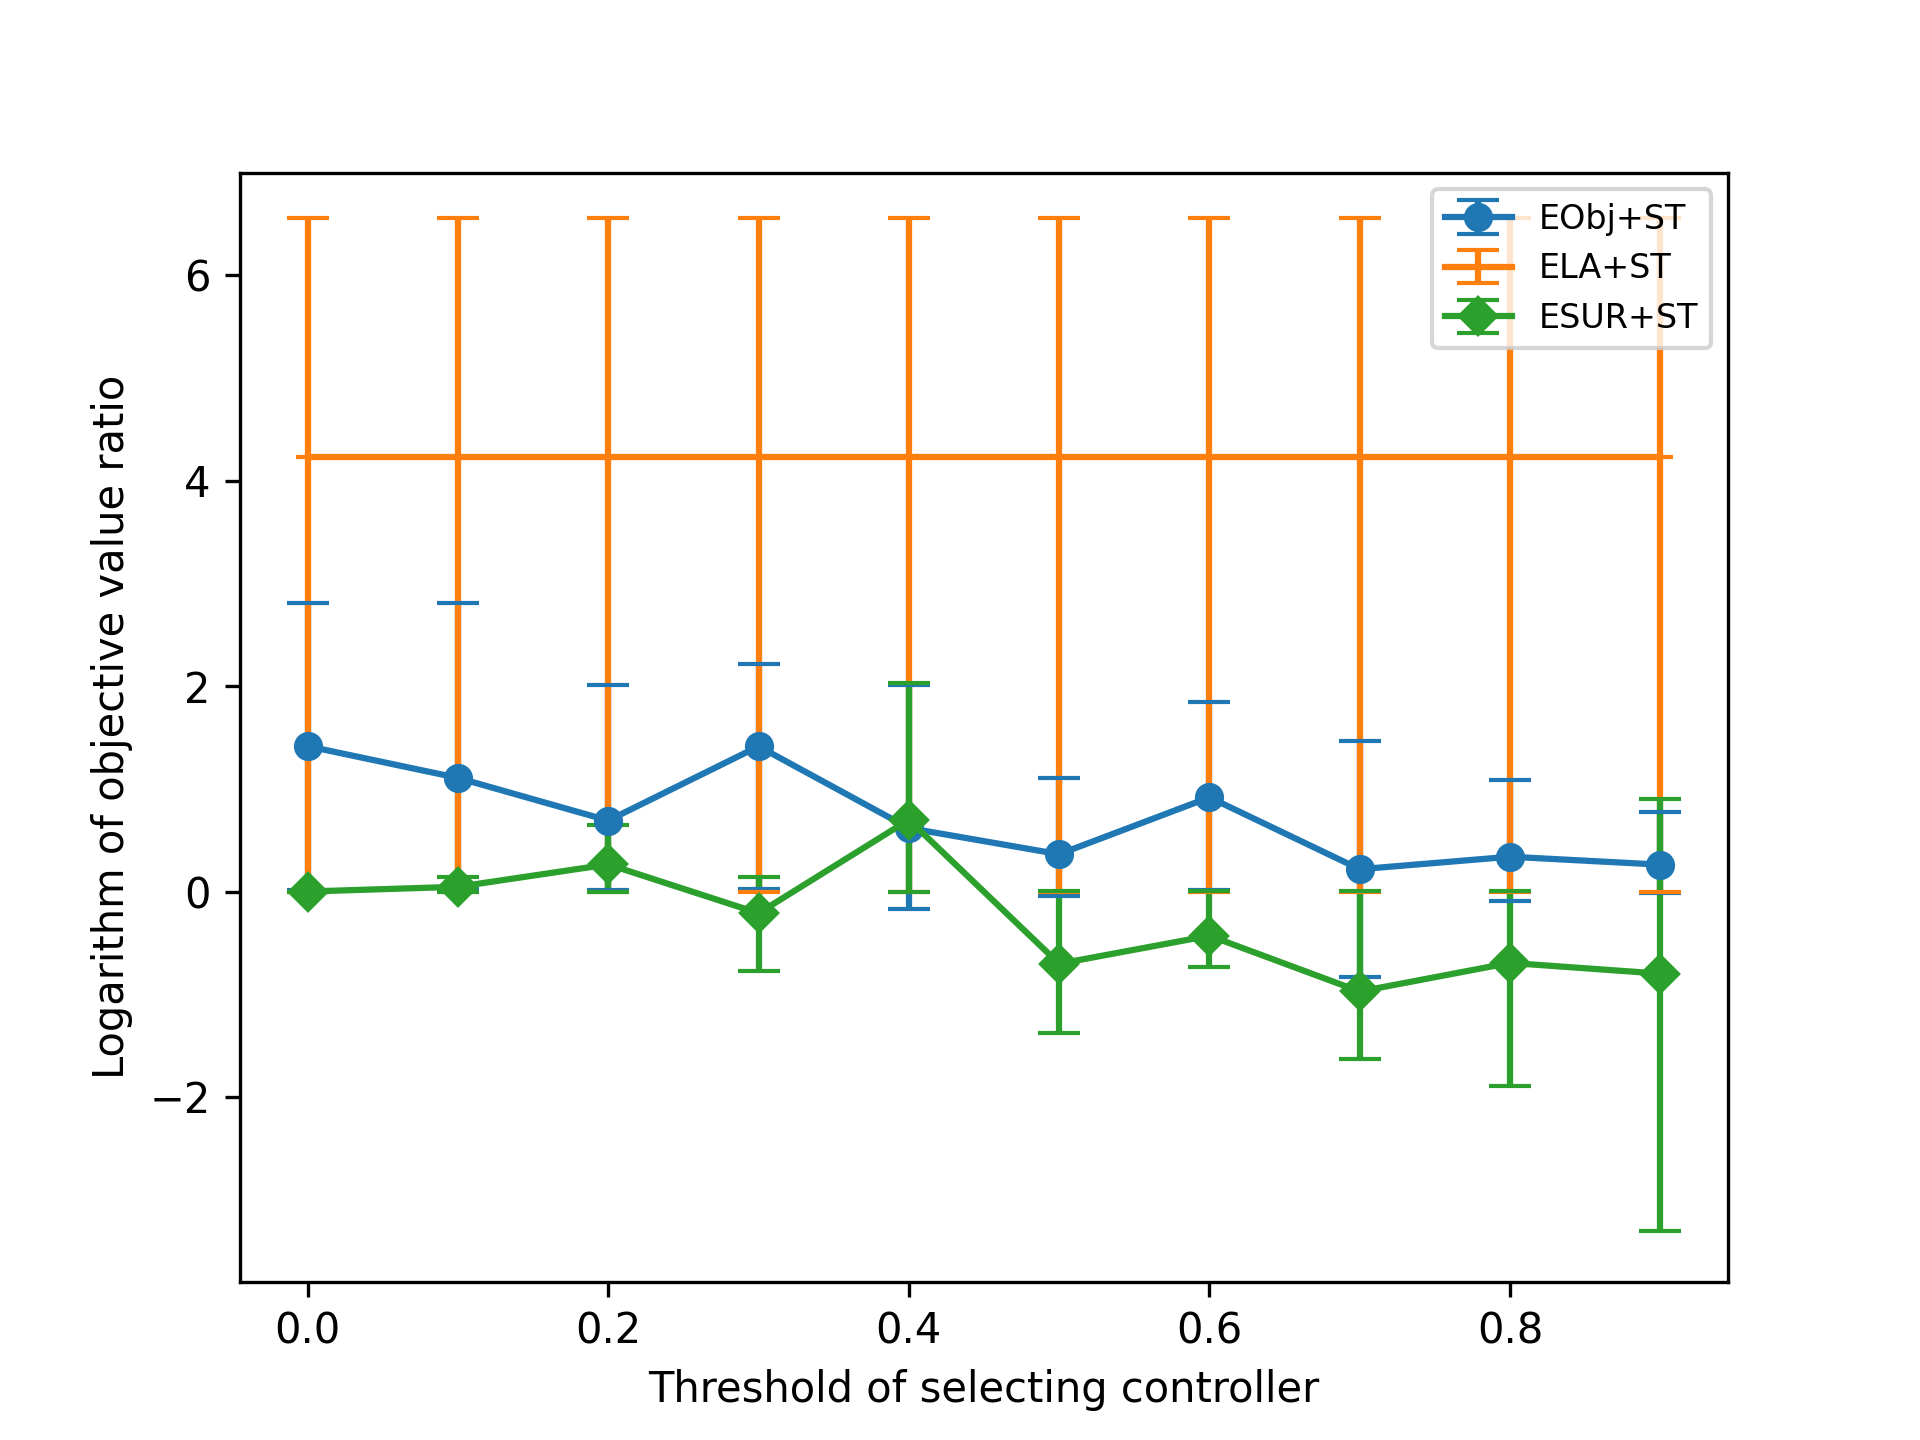 EObj+ST
ELA+ST
ESUR+ST
6
4
2
0
−2
0.0 0.2 0.4 0.6 0.8
Threshold of selecting controller
Logarithm of objective value ratio